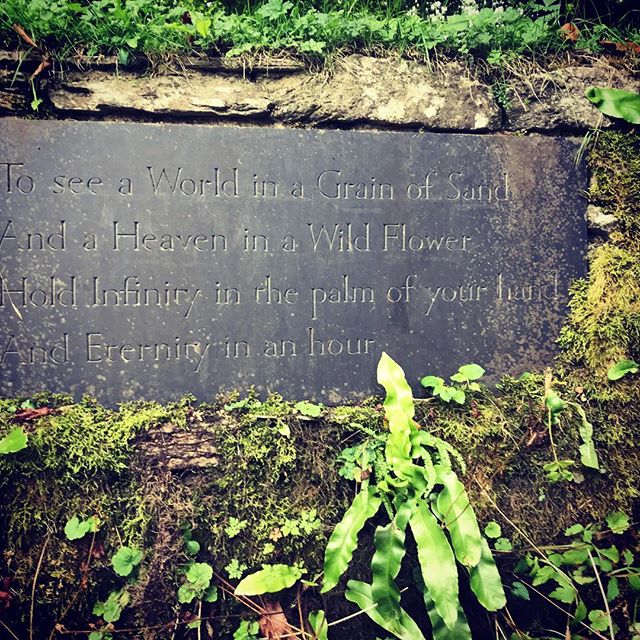 To see a World in a Grain of Sand
And a Heaven in a Wild Flower
Hold Infinity in the palm of your hand
And Eternity in an hour